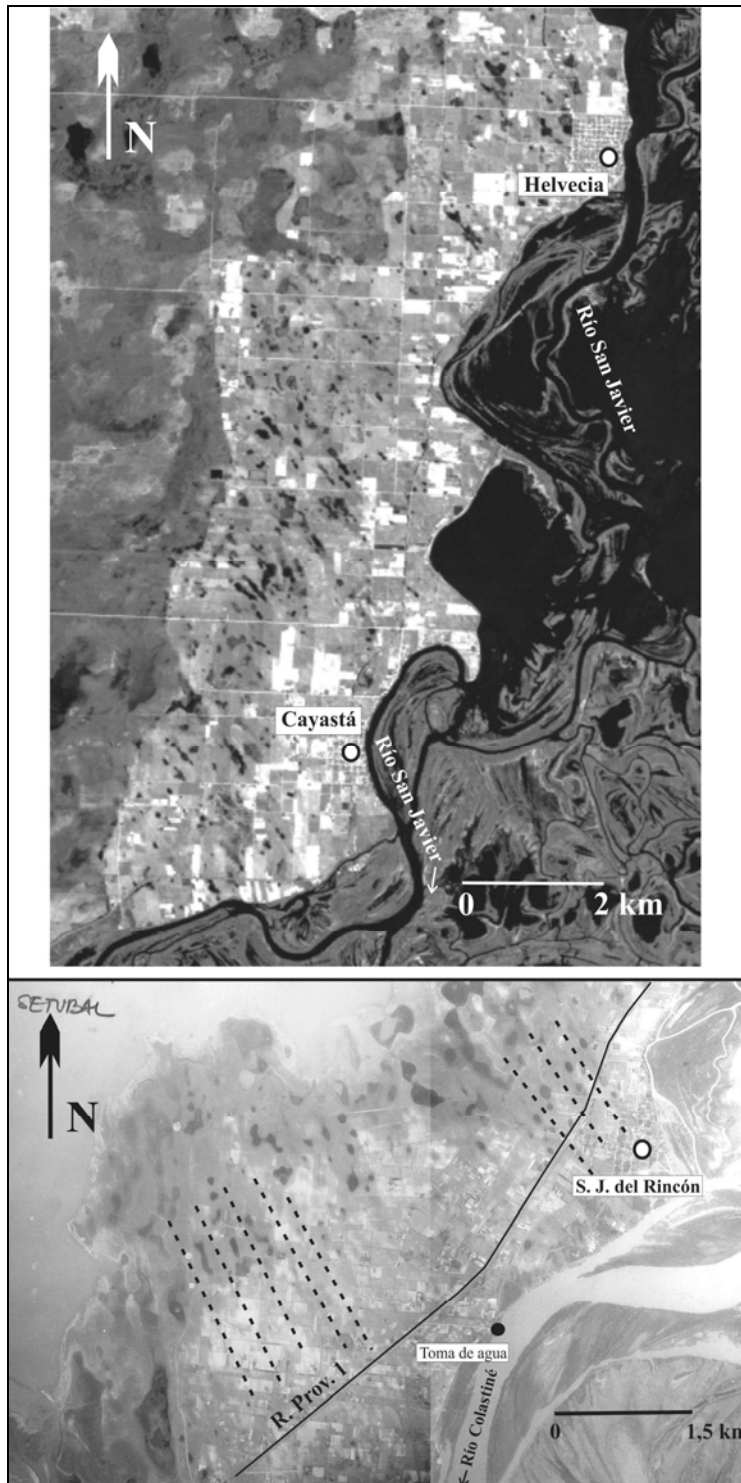 N
Helvecia
Río San Javier
Cayastá
Río San Javier
0 2 km
SETUBAL
N
S. J. del Rincón
Toma de agua
R. Prov. 1
← Río Colastiné
0 1,5 km